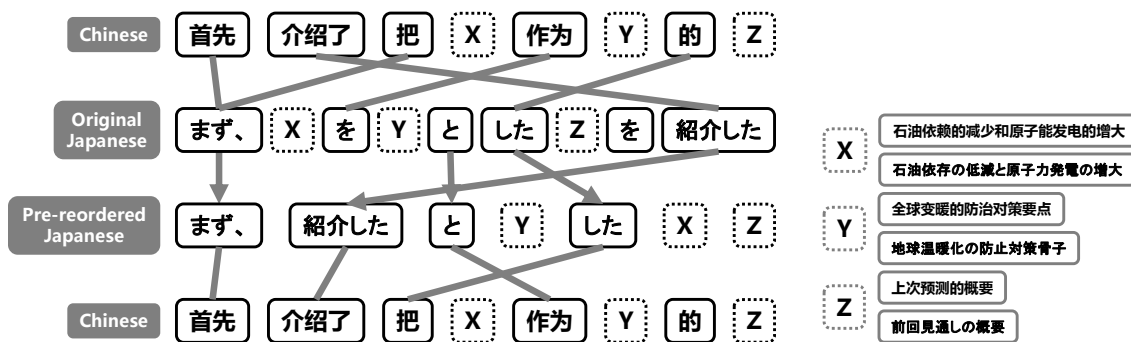 Chinese 首先 介绍了 把 X 作为 Y 的 Z
Original
Japanese
まず、 X を Y と した Z を 紹介した
Pre-reordered
Japanese
まず、 紹介した と Y した X Z
Chinese 首先 介绍了 把 X 作为 Y 的 Z
X
石油依赖的减少和原子能发电的增大
石油依存の低減と原子力発電の増大
Y
全球变暖的防治对策要点
地球温暖化の防止対策骨子
Z
上次预测的概要
前回見通しの概要